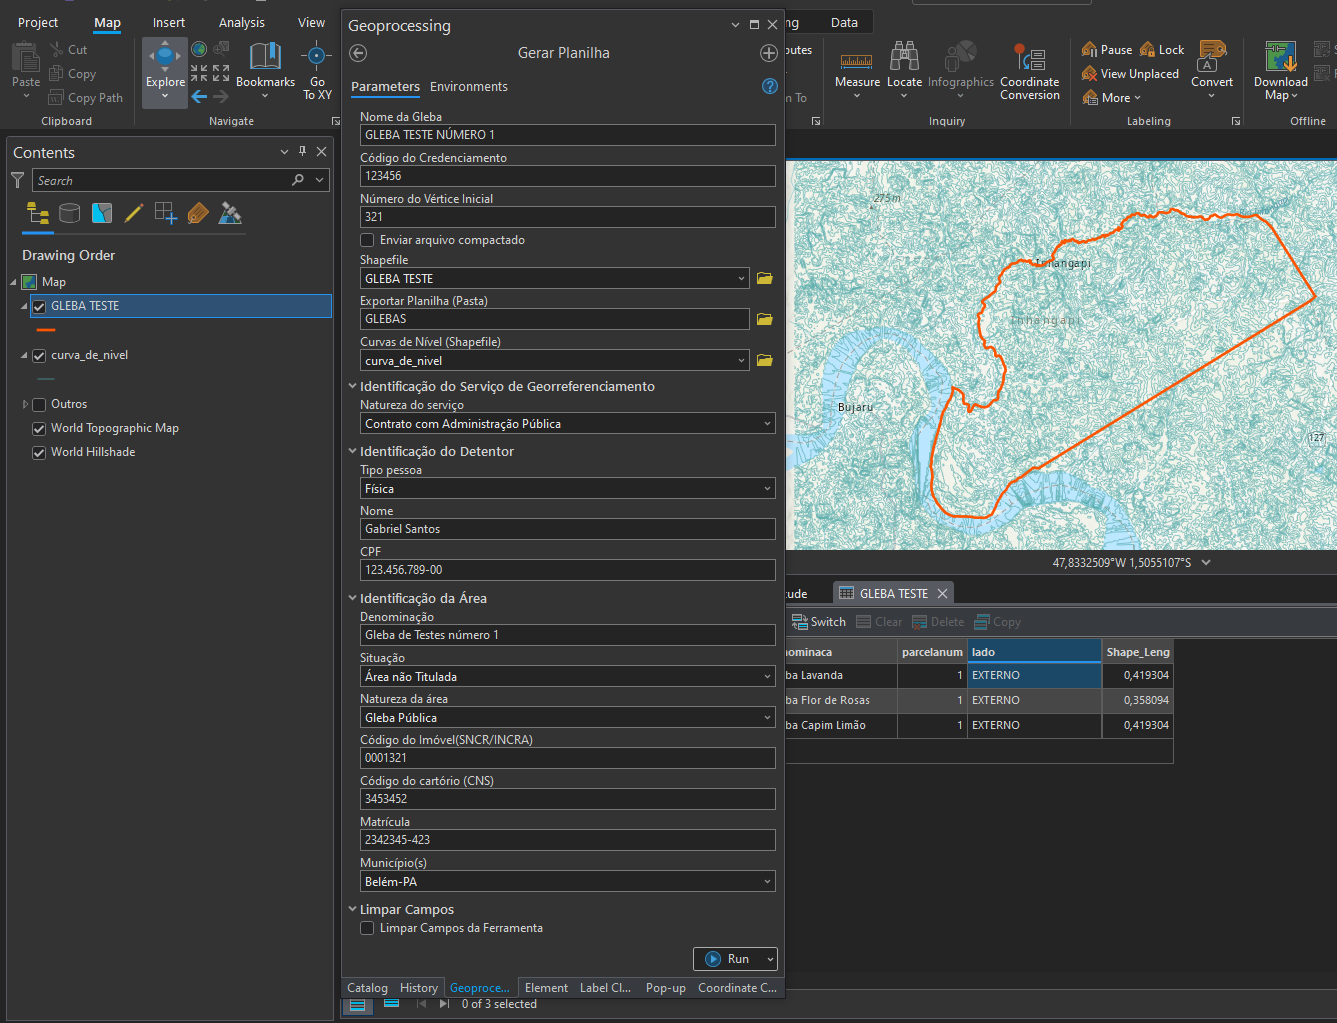 Project
Map
Insert
Analysis
View
Data
Paste
Cut
Copy
Copy Path
Clipboard
Explore
Bookmarks
Go
To XY
Navigate
Measure
Locate
Infographics
Coordinate
Conversion
Inquiry
Pause
Lock
View Unplaced
More
Convert
Labeling
Download
Map
Offline
Contents
Search
Drawing Order
Map
GLEBA TESTE
curva_de_nivel
Outros
World Topographic Map
World Hillshade
Geoprocessing
Gerar Planilha
Parameters
Environments
Nome da Gleba
GLEBA TESTE NÚMERO 1
Código do Credenciamento
123456
Número do Vértice Inicial
321
Enviar arquivo compactado
Shapefile
GLEBA TESTE
Exportar Planilha (Pasta)
GLEBAS
Curvas de Nível (Shapefile)
curva_de_nivel
Identificação do Serviço de Georreferenciamento
Natureza do serviço
Contrato com Administração Pública
Identificação do Detentor
Tipo pessoa
Física
Nome
Gabriel Santos
CPF
123.456.789-00
Identificação da Área
Denominação
Gleba de Testes número 1
Situação
Área não Titulada
Natureza da área
Gleba Pública
Código do Imóvel(SNCR/INCRA)
0001321
Código do cartório (CNS)
3453452
Matrícula
2342345-423
Município(s)
Belém-PA
Limpar Campos
Limpar Campos da Ferramenta
Run
Catalog
History
Geoproce...
Element
Label Cl...
Pop-up
Coordinate C...
0 of 3 selected
275 m
Inhangapi
Inhangapi
Bujaru
127
47,8332509°W 1,5055107°S
GLEBA TESTE
Switch
Clear
Delete
Copy
nominaca parcelanum lado Shape_Leng
ba Lavanda 1 EXTERNO 0,419304
ba Flor de Rosas 1 EXTERNO 0,358094
ba Capim Limão 1 EXTERNO 0,419304